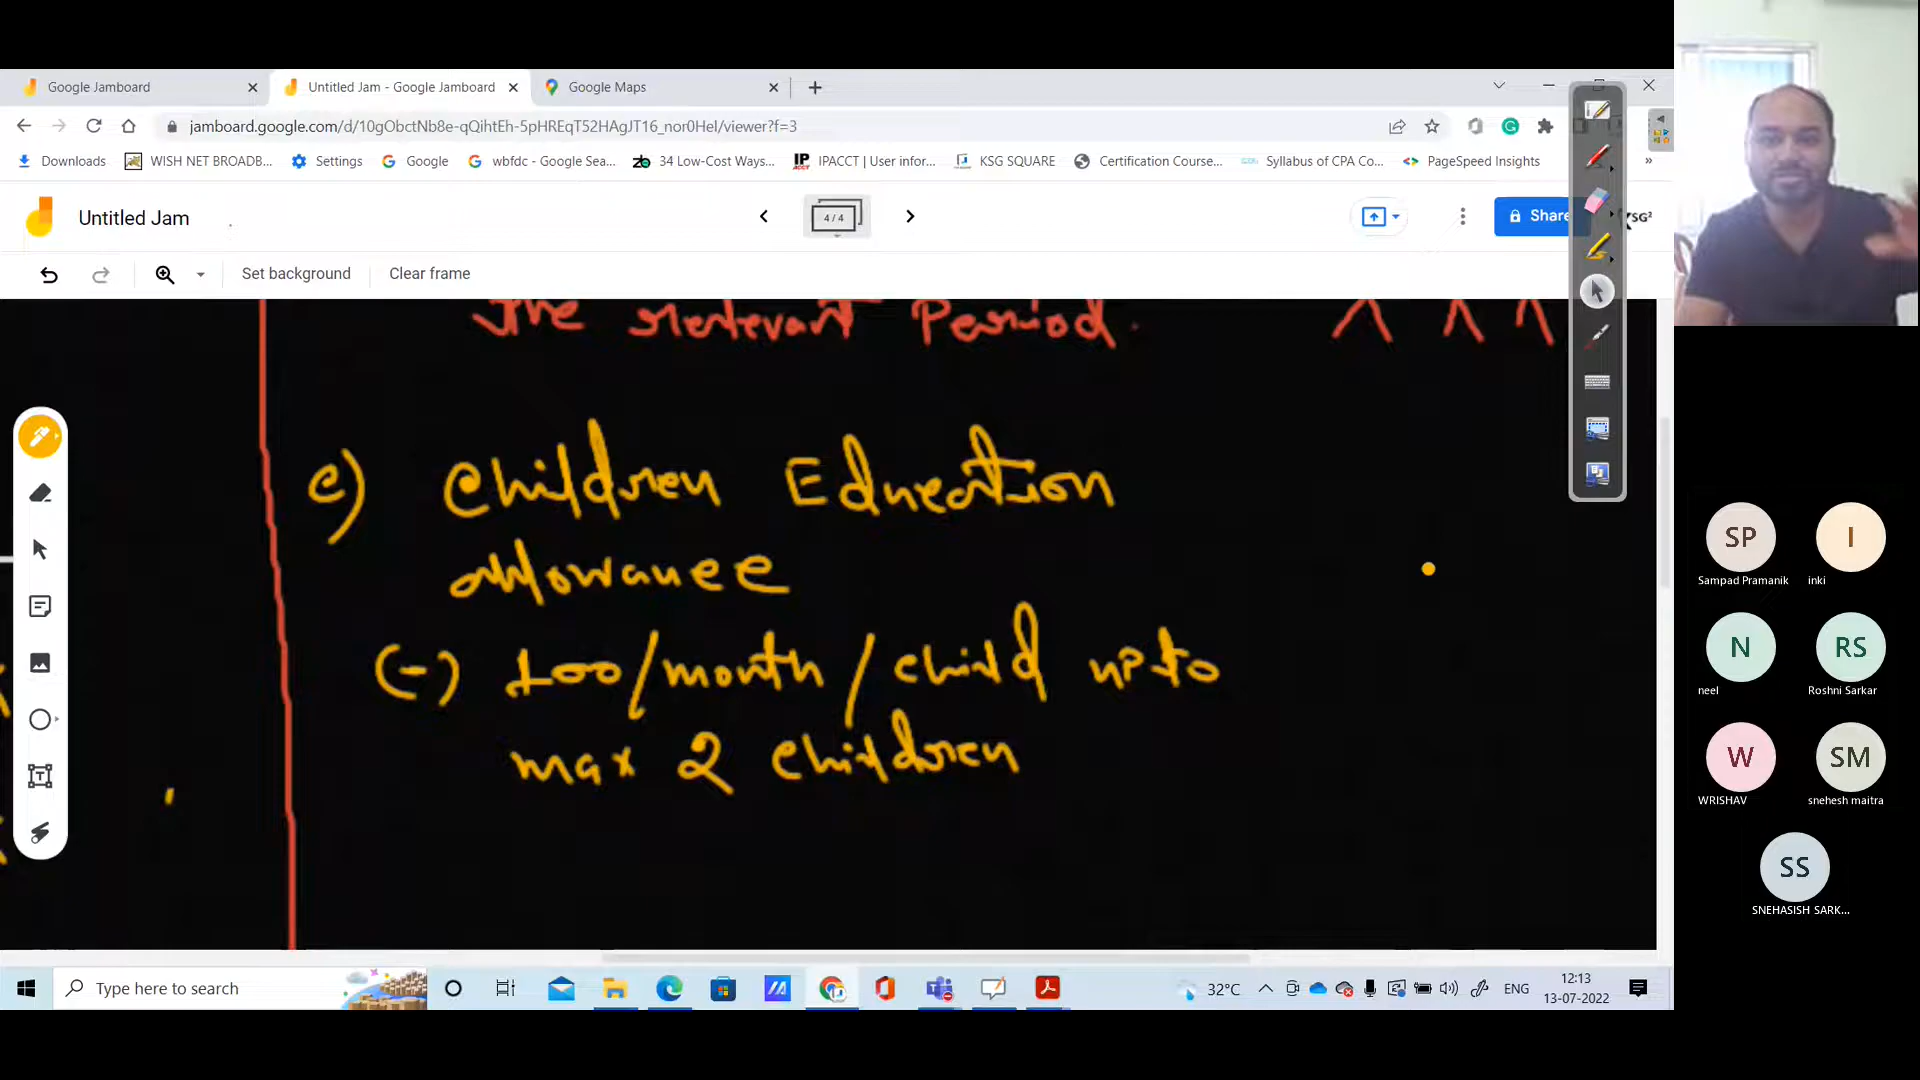 Google Jamboard
Untitled Jam - Google Jamboard
Google Maps
jamboard.google.com/d/10gObctNb8e-qQihtEh-5pHREqT52HAgJT16_nor0HeI/viewer?f=3
Downloads
WISH NET BROADB...
Settings
Google
wbfdc - Google Sea...
34 Low-Cost Ways...
IPACCT | User infor...
KSG SQUARE
Certification Course...
Syllabus of CPA Co...
PageSpeed Insights
Untitled Jam
4 / 4
Share
KSG²
Set background
Clear frame
The relevant Period.
c) Children Education
allowance
(-) 100/month/child upto
max 2 children
SP
Sampad Pramanik
I
inki
N
neel
RS
Roshni Sarkar
W
WRISHAV
SM
snehesh maitra
SS
SNEHASISH SARK...
Type here to search
32°C
ENG
12:13
13-07-2022